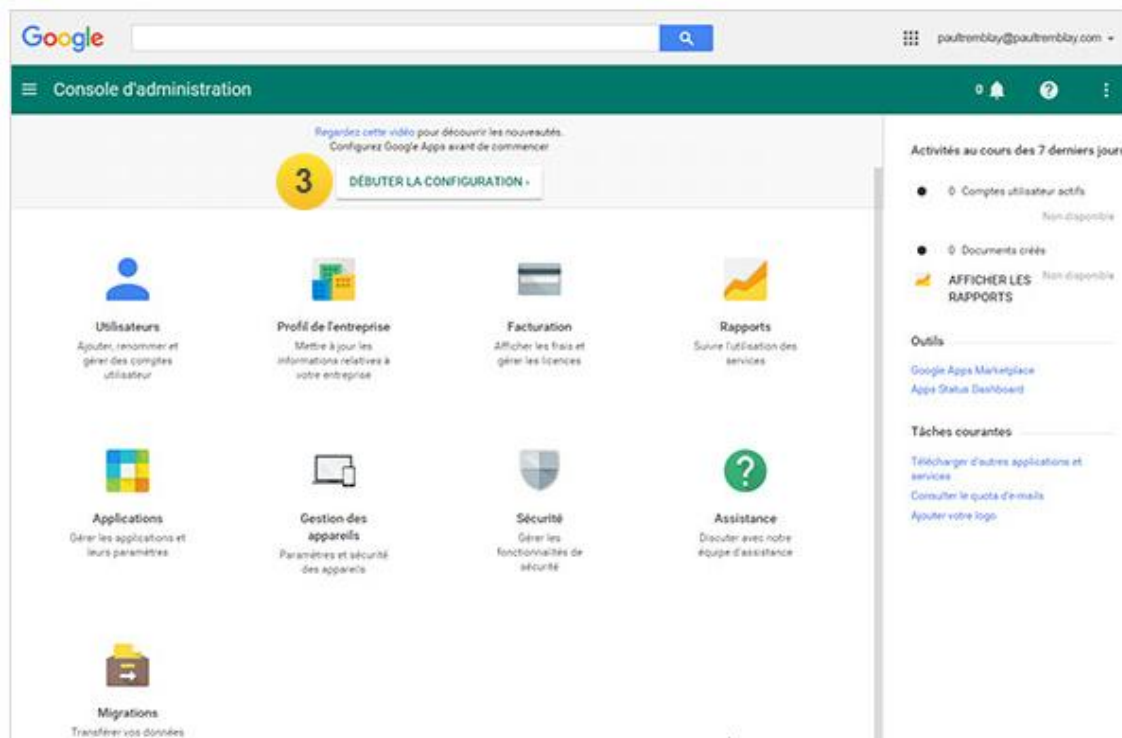 Google
paultremblay@paultremblay.com
Console d'administration
0
Regardez cette vidéo pour découvrir les nouveautés.
Configurez Google Apps avant de commencer
3
DÉBUTER LA CONFIGURATION ›
Utilisateurs
Ajouter, renommer et
gérer des comptes
utilisateur
Profil de l'entreprise
Mettre à jour les
informations relatives à
votre entreprise
Facturation
Afficher les frais et
gérer les licences
Rapports
Suivre l'utilisation des
services
Applications
Gérer les applications et
leurs paramètres
Gestion des
appareils
Paramètres et sécurité
des appareils
Sécurité
Gérer les
fonctionnalités de
sécurité
Assistance
Discuter avec notre
équipe d'assistance
Migrations
Transférer vos données
Activités au cours des 7 derniers jours
0 Comptes utilisateur actifs
Non disponible
0 Documents créés
Non disponible
AFFICHER LES
RAPPORTS
Outils
Google Apps Marketplace
Apps Status Dashboard
Tâches courantes
Télécharger d'autres applications et
services
Consulter le quota d'e-mails
Ajouter votre logo